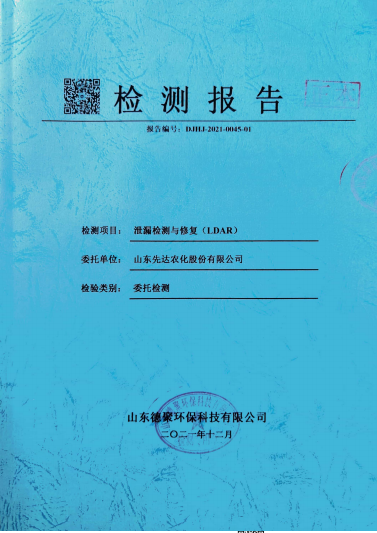 检测报告
报告编号：DJHJ-2021-0045-01
检测项目：泄漏检测与修复（LDAR）
委托单位：山东先达农化股份有限公司
检验类别：委托检测
山东德聚环保科技有限公司
二〇二一年十二月